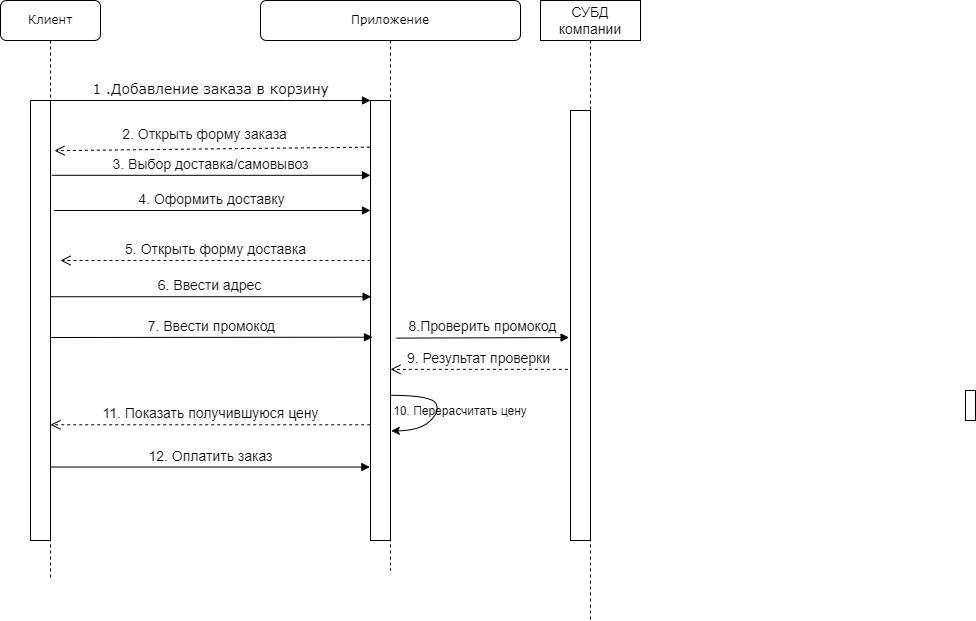 Клиент
Приложение
СУБД
компании
1 .Добавление заказа в корзину
2. Открыть форму заказа
3. Выбор доставка/самовывоз
4. Оформить доставку
5. Открыть форму доставка
6. Ввести адрес
7. Ввести промокод
8.Проверить промокод
9. Результат проверки
10. Перерасчитать цену
11. Показать получившуюся цену
12. Оплатить заказ